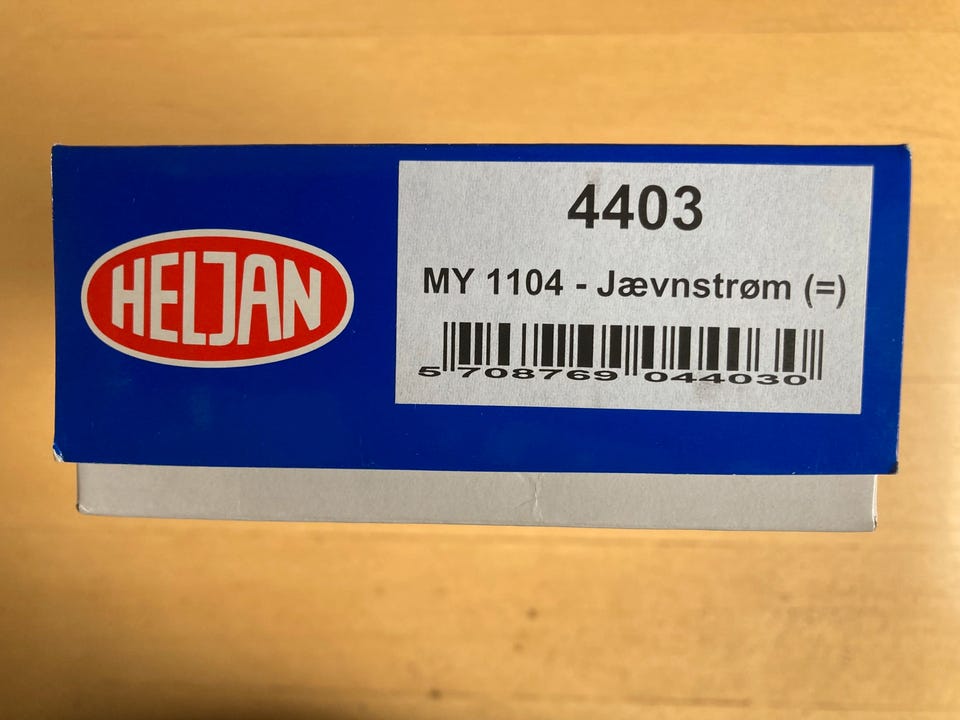 HELJAN
4403
MY 1104 - Jævnstrøm (=)
5 708769 044030